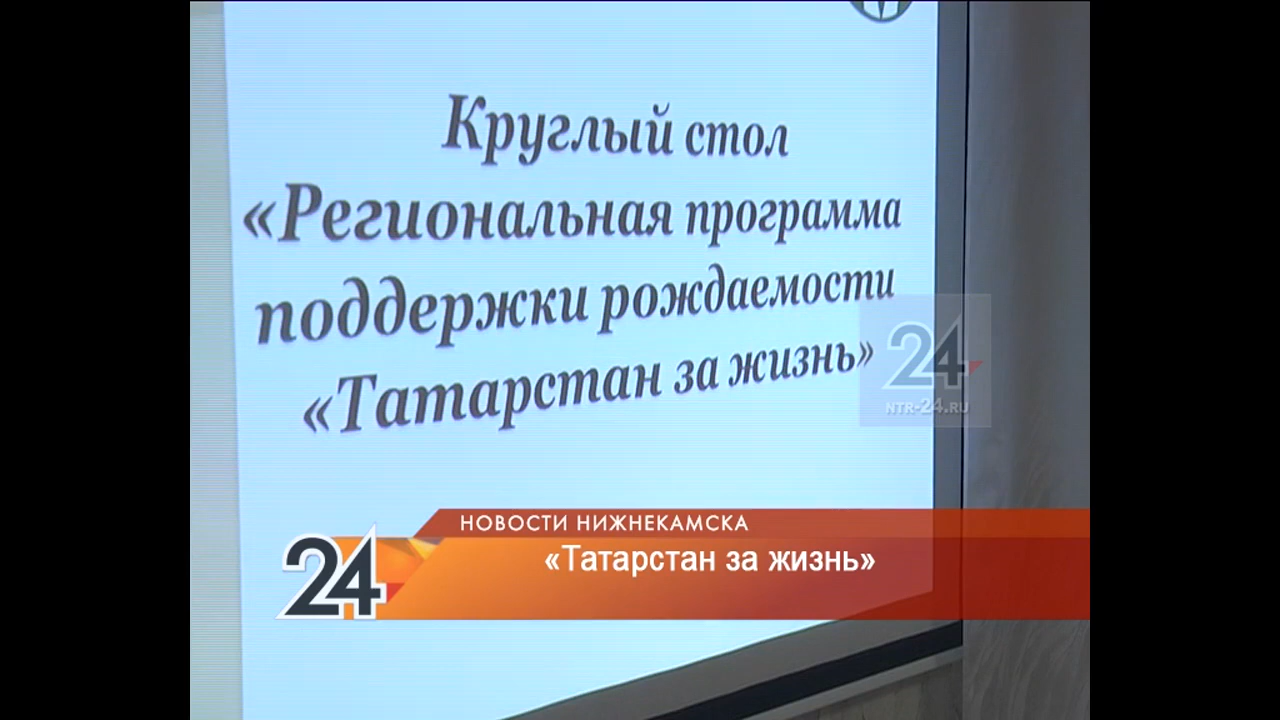 Круглый стол
«Региональная программа
поддержки рождаемости
«Татарстан за жизнь»
24
NTR-24.RU
НОВОСТИ НИЖНЕКАМСКА
24
«Татарстан за жизнь»